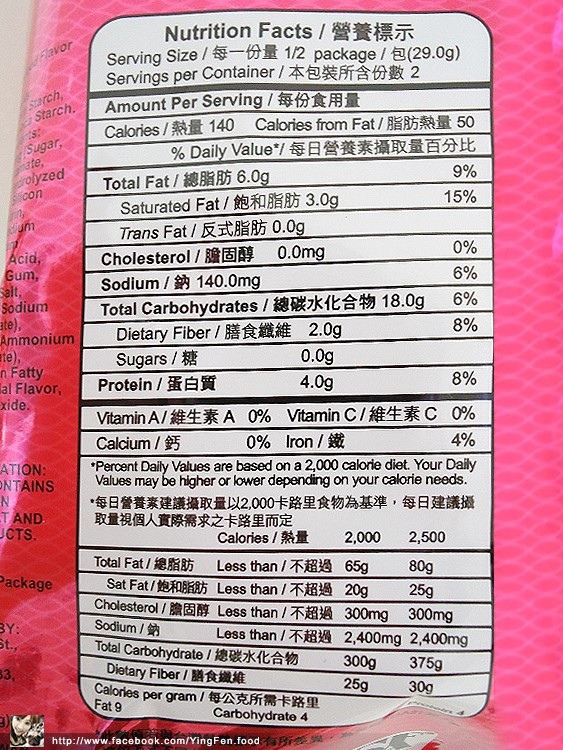 Flavor
Starch,
Starch.
Sugar,
Acid,
Gum,
Salt,
Sodium
Ammonium
Fatty
Flavor,
AND
Package
BY:
St.,
Nutrition Facts / 營養標示
Serving Size / 每一份量 1/2 package / 包(29.0g)
Servings per Container / 本包裝所含份數 2
Amount Per Serving / 每份食用量
Calories / 熱量 140 Calories from Fat / 脂肪熱量 50
% Daily Value*/ 每日營養素攝取量百分比
Total Fat / 總脂肪 6.0g 9%
Saturated Fat / 飽和脂肪 3.0g 15%
Trans Fat / 反式脂肪 0.0g
Cholesterol / 膽固醇 0.0mg 0%
Sodium / 鈉 140.0mg 6%
Total Carbohydrates / 總碳水化合物 18.0g 6%
Dietary Fiber / 膳食纖維 2.0g 8%
Sugars / 糖 0.0g
Protein / 蛋白質 4.0g 8%
Vitamin A / 維生素 A 0% Vitamin C / 維生素 C 0%
Calcium / 鈣 0% Iron / 鐵 4%
*Percent Daily Values are based on a 2,000 calorie diet. Your Daily
Values may be higher or lower depending on your calorie needs.
*每日營養素建議攝取量以2,000卡路里食物為基準，每日建議攝
取量視個人實際需求之卡路里而定
Calories / 熱量 2,000 2,500
Total Fat / 總脂肪 Less than / 不超過 65g 80g
Sat Fat / 飽和脂肪 Less than / 不超過 20g 25g
Cholesterol / 膽固醇 Less than / 不超過 300mg 300mg
Sodium / 鈉 Less than / 不超過 2,400mg 2,400mg
Total Carbohydrate / 總碳水化合物 300g 375g
Dietary Fiber / 膳食纖維 25g 30g
Calories per gram / 每公克所需卡路里
Fat 9 Carbohydrate 4 Protein 4
http://www.facebook.com/YingFen.food